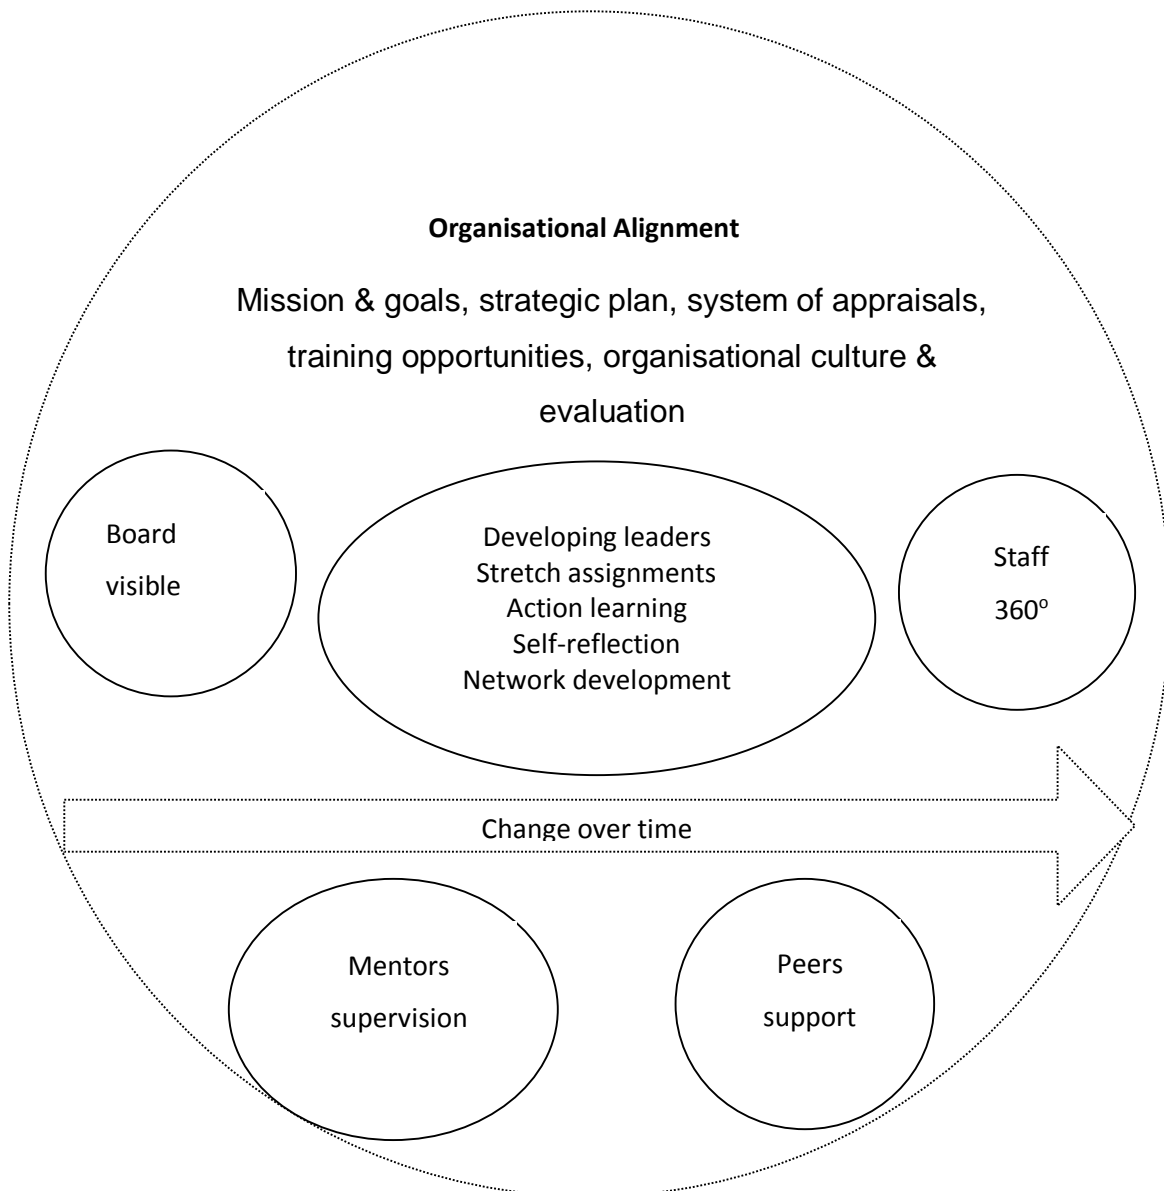 Organisational Alignment
Mission & goals, strategic plan, system of appraisals,
training opportunities, organisational culture &
evaluation
Board
visible
Developing leaders
Stretch assignments
Action learning
Self-reflection
Network development
Staff
360°
Change over time
Mentors
supervision
Peers
support